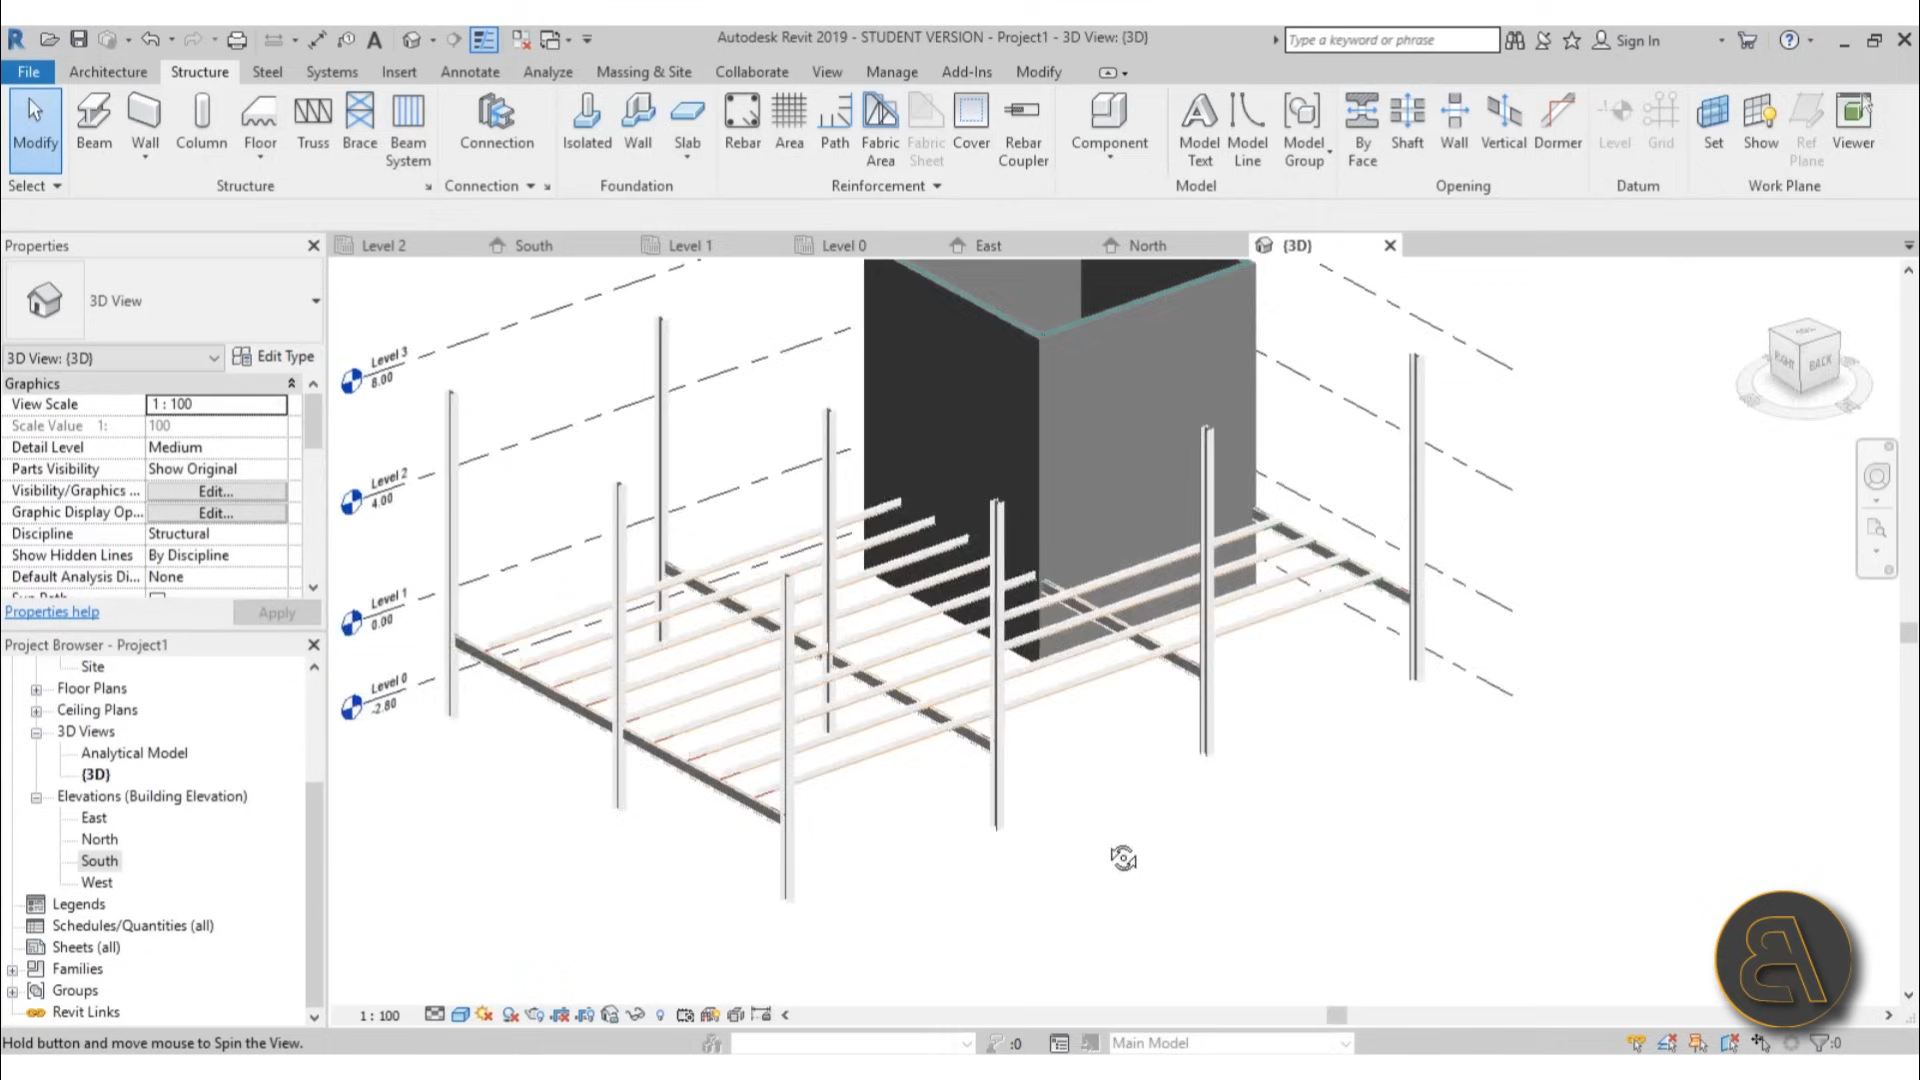 Autodesk Revit 2019 - STUDENT VERSION - Project1 - 3D View: {3D}
Type a keyword or phrase
Sign In
File Architecture Structure Steel Systems Insert Annotate Analyze Massing & Site Collaborate View Manage Add-Ins Modify
Modify Beam Wall Column Floor Truss Brace Beam System Connection Isolated Wall Slab Rebar Area Path Fabric Area Fabric Sheet Cover Rebar Coupler Component Model Text Model Line Model Group By Face Shaft Wall Vertical Dormer Level Grid Set Show Ref Plane Viewer
Select Structure Connection Foundation Reinforcement Model Opening Datum Work Plane
Properties
Level 2 South Level 1 Level 0 East North {3D}
3D View
3D View: {3D} Edit Type
Graphics
View Scale 1 : 100
Scale Value 1: 100
Detail Level Medium
Parts Visibility Show Original
Visibility/Graphics ... Edit...
Graphic Display Op... Edit...
Discipline Structural
Show Hidden Lines By Discipline
Default Analysis Di... None
Properties help Apply
Project Browser - Project1
Site
Floor Plans
Ceiling Plans
3D Views
Analytical Model
{3D}
Elevations (Building Elevation)
East
North
South
West
Legends
Schedules/Quantities (all)
Sheets (all)
Families
Groups
Revit Links
Level 3
8.00
Level 2
4.00
Level 1
0.00
Level 0
-2.80
RIGHT BACK
1 : 100
Hold button and move mouse to Spin the View.
:0
Main Model
:0